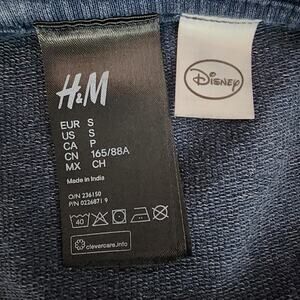 H&M
EUR S
US S
CA P
CN 165/88A
MX CH
Made in India
O/N 236150
P/N 0226871 9
40
clevercare.info
Disney